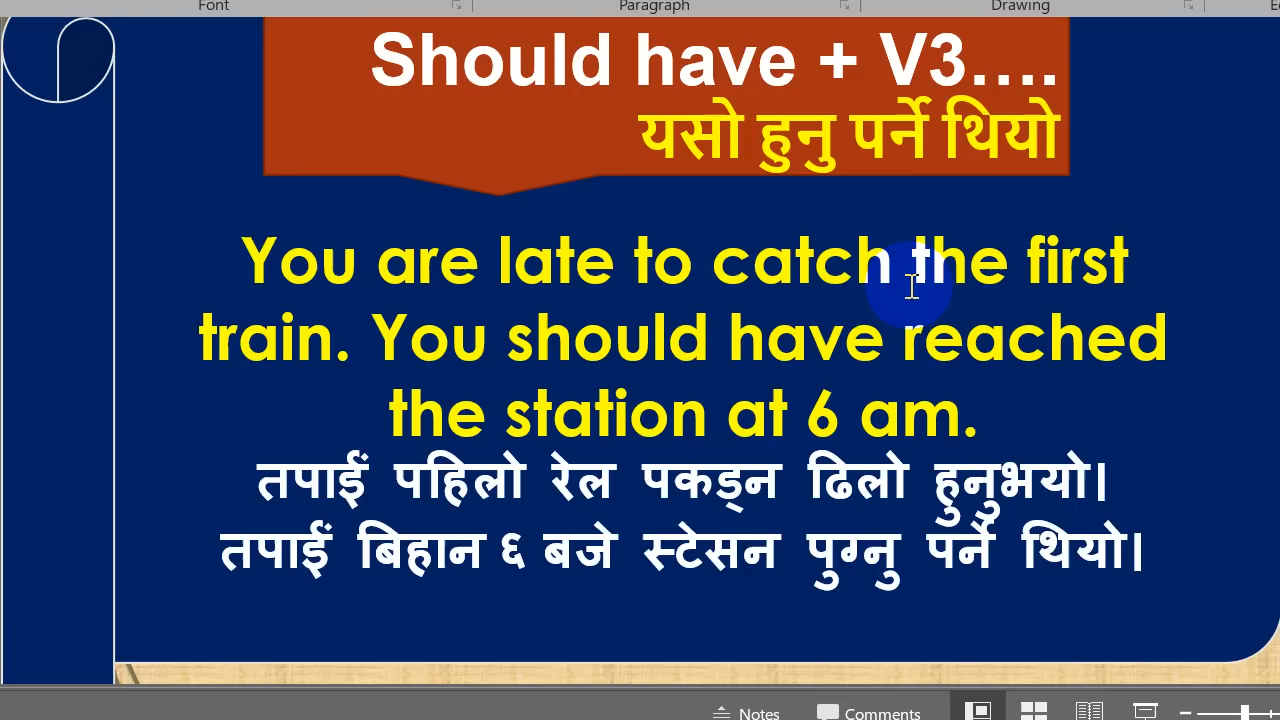 Font Paragraph Drawing
Should have + V3....
यसो हुनु पर्ने थियो
You are late to catch the first
train. You should have reached
the station at 6 am.
तपाईं पहिलो रेल पकड्न ढिलो हुनुभयो।
तपाईं बिहान ६ बजे स्टेसन पुग्नु पर्ने थियो।
Notes Comments